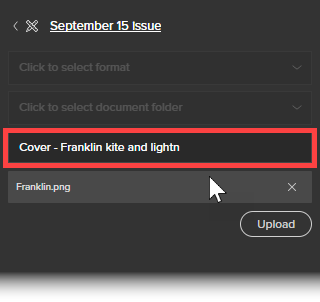 September 15 Issue
Click to select format
Click to select document folder
Cover - Franklin kite and lightn
Franklin.png
Upload